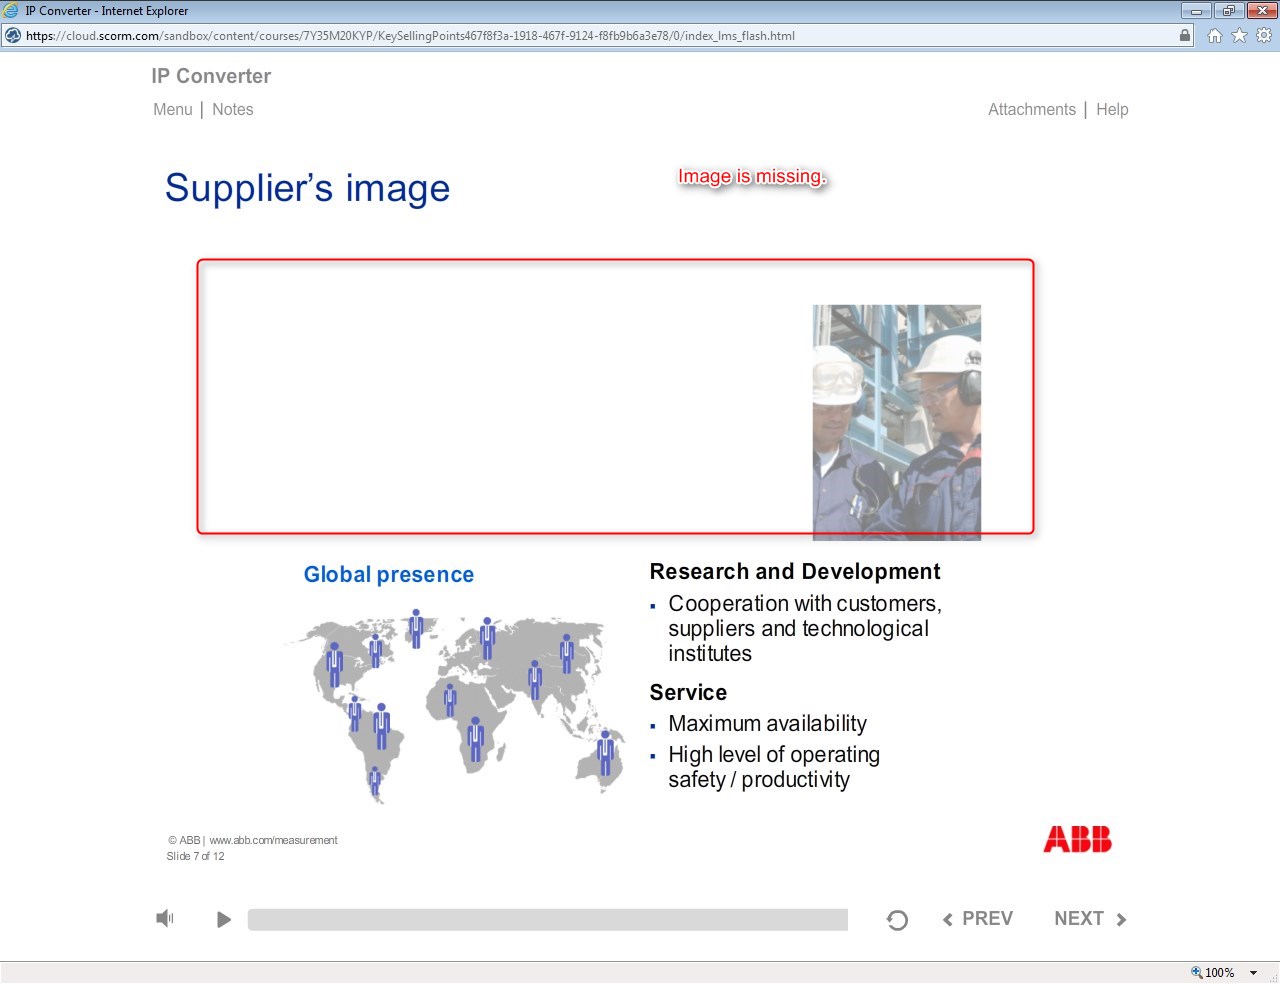 IP Converter - Internet Explorer
https://cloud.scorm.com/sandbox/content/courses/7Y35M20KYP/KeySellingPoints467f8f3a-1918-467f-9124-f8fb9b6a3e78/0/index_lms_flash.html
IP Converter
Menu | Notes
Attachments | Help
Supplier's image
Image is missing.
Global presence
Research and Development
▪ Cooperation with customers,
suppliers and technological
institutes
Service
▪ Maximum availability
▪ High level of operating
safety / productivity
© ABB | www.abb.com/measurement
Slide 7 of 12
ABB
PREV
NEXT
100%